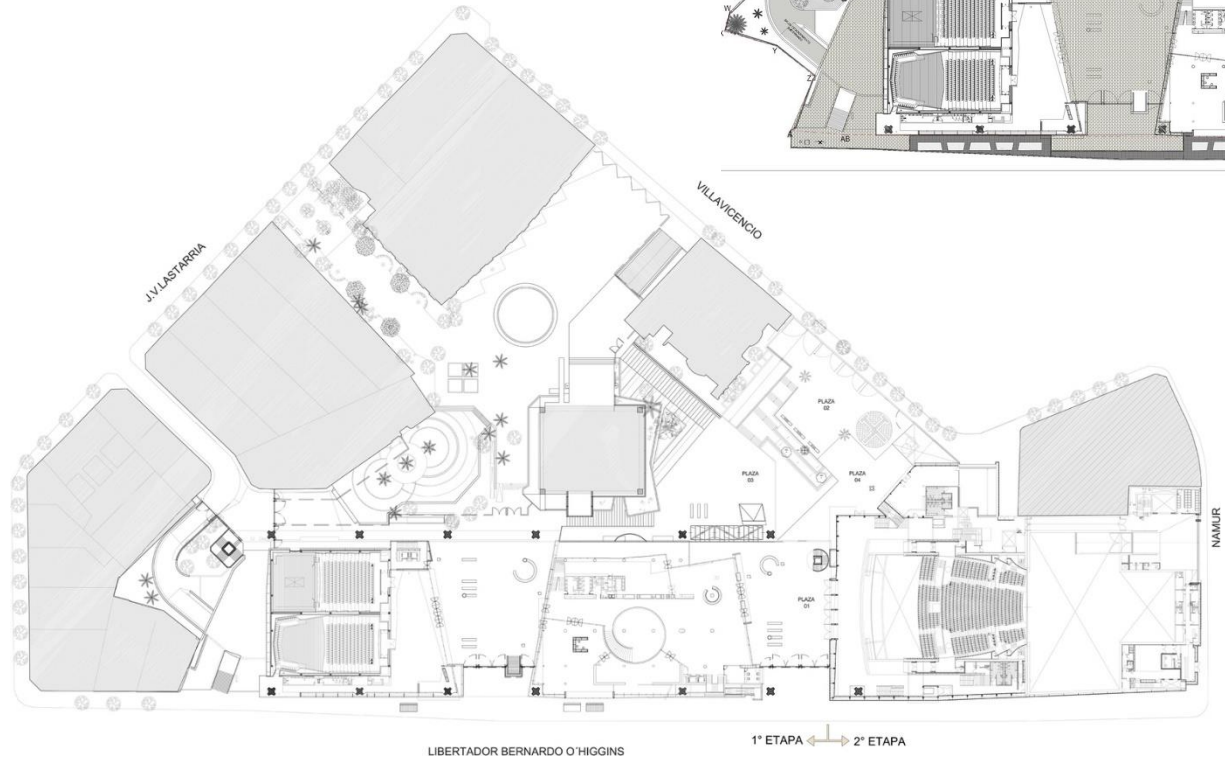 W
Y
Z
A
AB
VILLAVICENCIO
J.V.LASTARRIA
PLAZA
02
PLAZA
03
PLAZA
04
NAMUR
PLAZA
01
1° ETAPA
2° ETAPA
LIBERTADOR BERNARDO O´HIGGINS